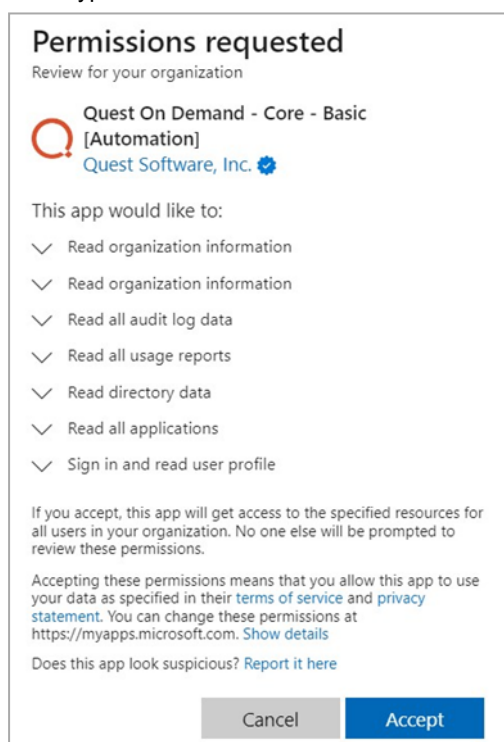 Permissions requested
Review for your organization
Quest On Demand - Core - Basic
[Automation]
Quest Software, Inc.
This app would like to:
Read organization information
Read organization information
Read all audit log data
Read all usage reports
Read directory data
Read all applications
Sign in and read user profile
If you accept, this app will get access to the specified resources for
all users in your organization. No one else will be prompted to
review these permissions.
Accepting these permissions means that you allow this app to use
your data as specified in their terms of service and privacy
statement. You can change these permissions at
https://myapps.microsoft.com. Show details
Does this app look suspicious? Report it here
Cancel Accept